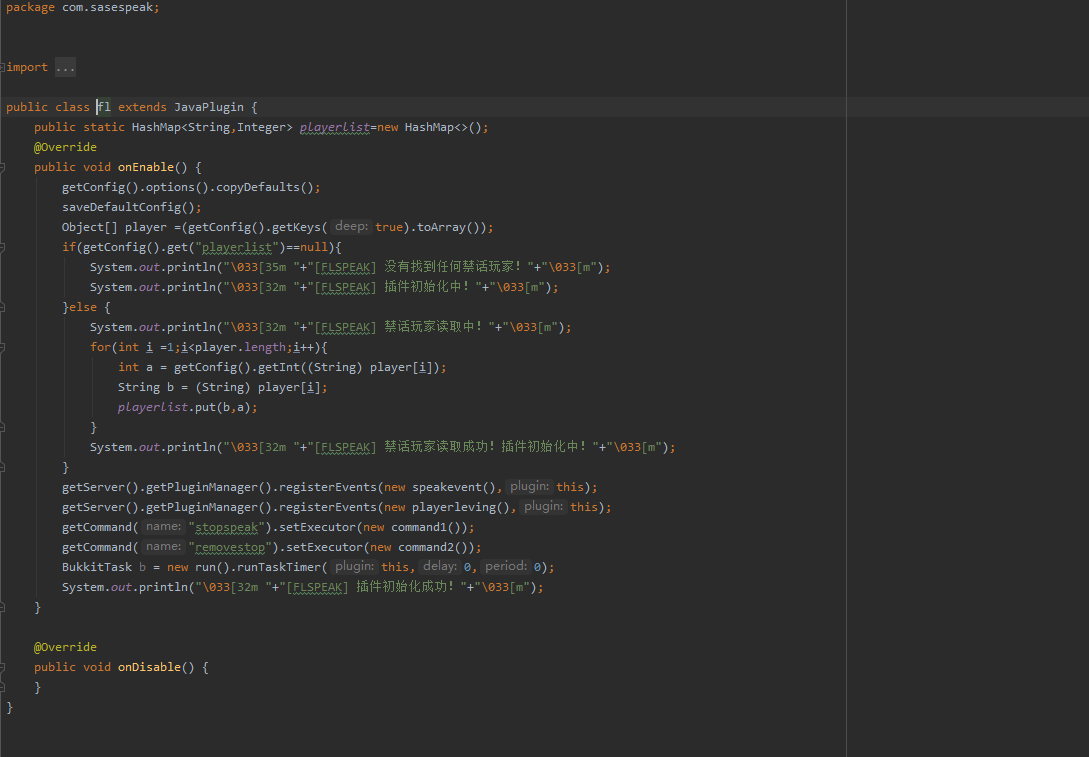 package com.sasespeak;
import ...
public class fl extends JavaPlugin {
public static HashMap<String,Integer> playerlist=new HashMap<>();
@Override
public void onEnable() {
getConfig().options().copyDefaults();
saveDefaultConfig();
Object[] player =(getConfig().getKeys( deep: true).toArray());
if(getConfig().get("playerlist")==null){
System.out.println("\033[35m "+"[FLSPEAK] 没有找到任何禁话玩家! "+"\033[m");
System.out.println("\033[32m "+"[FLSPEAK] 插件初始化中! "+"\033[m");
}else {
System.out.println("\033[32m "+"[FLSPEAK] 禁话玩家读取中! "+"\033[m");
for(int i =1;i<player.length;i++){
int a = getConfig().getInt((String) player[i]);
String b = (String) player[i];
playerlist.put(b,a);
}
System.out.println("\033[32m "+"[FLSPEAK] 禁话玩家读取成功! 插件初始化中! "+"\033[m");
}
getServer().getPluginManager().registerEvents(new speakevent(), plugin: this);
getServer().getPluginManager().registerEvents(new playerleving(), plugin: this);
getCommand( name: "stopspeak").setExecutor(new command1());
getCommand( name: "removestop").setExecutor(new command2());
BukkitTask b = new run().runTaskTimer( plugin: this, delay: 0, period: 0);
System.out.println("\033[32m "+"[FLSPEAK] 插件初始化成功! "+"\033[m");
}
@Override
public void onDisable() {
}
}